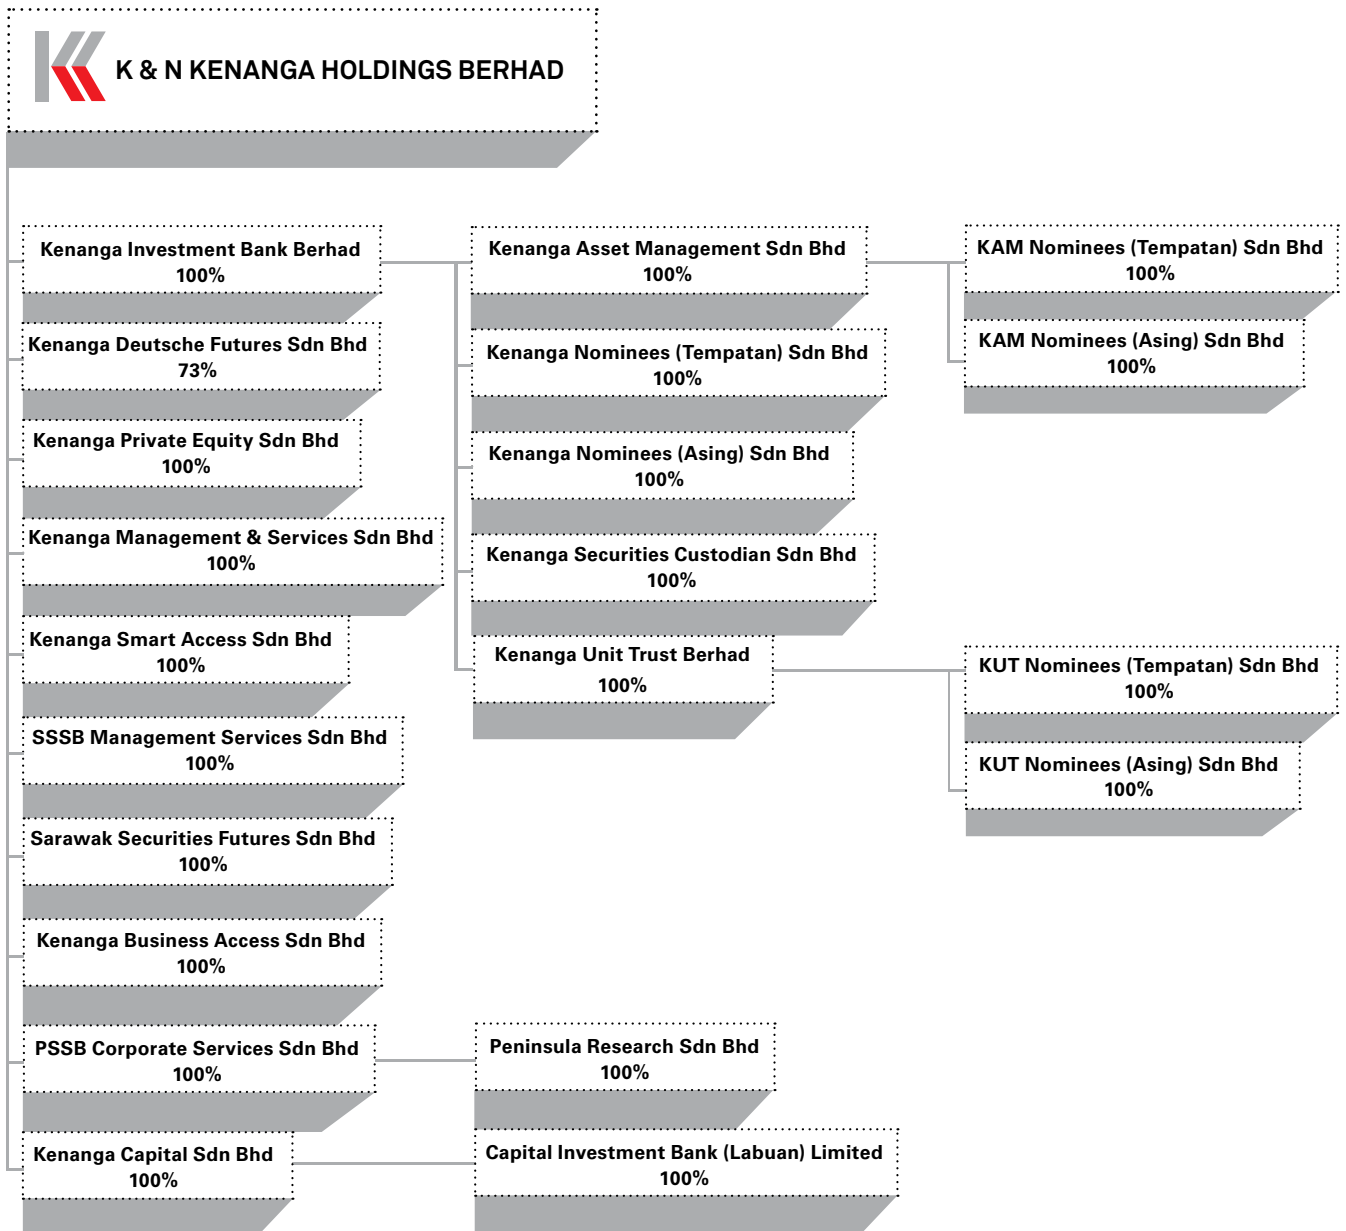 K & N KENANGA HOLDINGS BERHAD
Kenanga Investment Bank Berhad
100%
Kenanga Deutsche Futures Sdn Bhd
73%
Kenanga Private Equity Sdn Bhd
100%
Kenanga Management & Services Sdn Bhd
100%
Kenanga Smart Access Sdn Bhd
100%
SSSB Management Services Sdn Bhd
100%
Sarawak Securities Futures Sdn Bhd
100%
Kenanga Business Access Sdn Bhd
100%
PSSB Corporate Services Sdn Bhd
100%
Kenanga Capital Sdn Bhd
100%
Kenanga Asset Management Sdn Bhd
100%
Kenanga Nominees (Tempatan) Sdn Bhd
100%
Kenanga Nominees (Asing) Sdn Bhd
100%
Kenanga Securities Custodian Sdn Bhd
100%
Kenanga Unit Trust Berhad
100%
Peninsula Research Sdn Bhd
100%
Capital Investment Bank (Labuan) Limited
100%
KAM Nominees (Tempatan) Sdn Bhd
100%
KAM Nominees (Asing) Sdn Bhd
100%
KUT Nominees (Tempatan) Sdn Bhd
100%
KUT Nominees (Asing) Sdn Bhd
100%